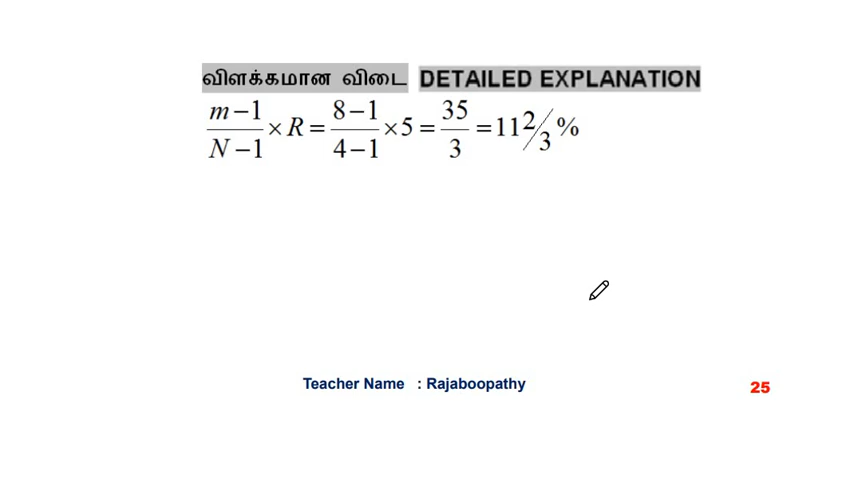 விளக்கமான விடை DETAILED EXPLANATION
m−1/N−1 × R = 8−1/4−1 × 5 = 35/3 = 11 2/3 %
Teacher Name : Rajaboopathy
25